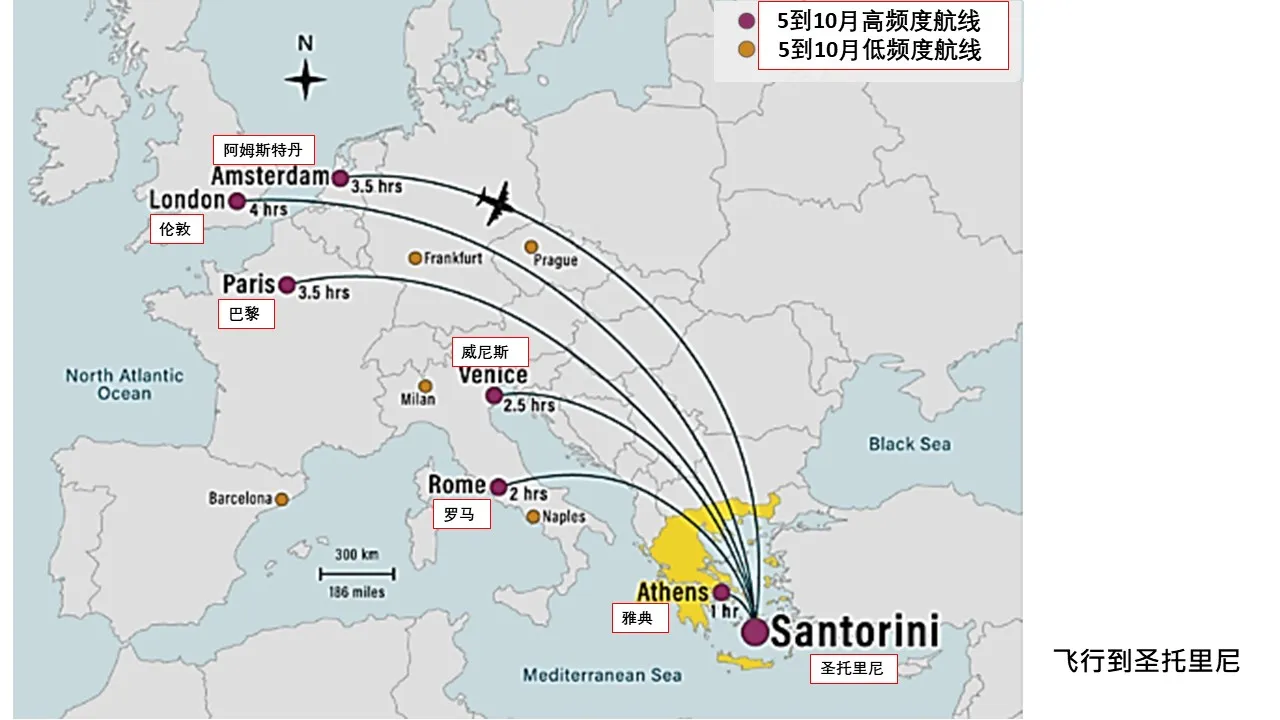 5到10月高频度航线
5到10月低频度航线
N
阿姆斯特丹
Amsterdam
3.5 hrs
London
4 hrs
伦敦
Frankfurt
Prague
Paris
3.5 hrs
巴黎
威尼斯
Venice
2.5 hrs
Milan
North Atlantic
Ocean
Black Sea
Rome
2 hrs
罗马
Barcelona
Naples
300 km
186 miles
Athens
1 hr
雅典
Santorini
圣托里尼
Mediterranean Sea
飞行到圣托里尼